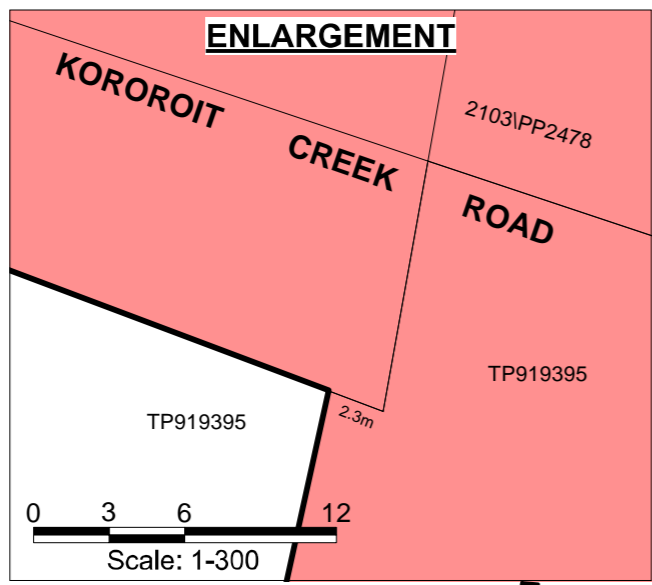 ENLARGEMENT
KOROROIT CREEK ROAD
2103\PP2478
TP919395
2.3m
TP919395
0 3 6 12
Scale: 1-300